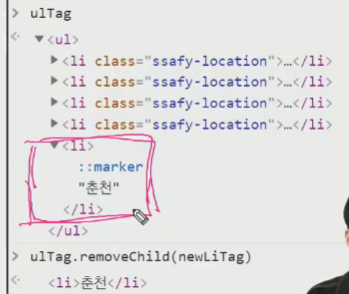 > ulTag
<· ▼<ul>
▶<li class="ssafy-location">…</li>
▶<li class="ssafy-location">…</li>
▶<li class="ssafy-location">…</li>
▶<li class="ssafy-location">…</li>
▼<li>
::marker
"춘천"
</li>
</ul>
> ulTag.removeChild(newLiTag)
<· <li>춘천</li>